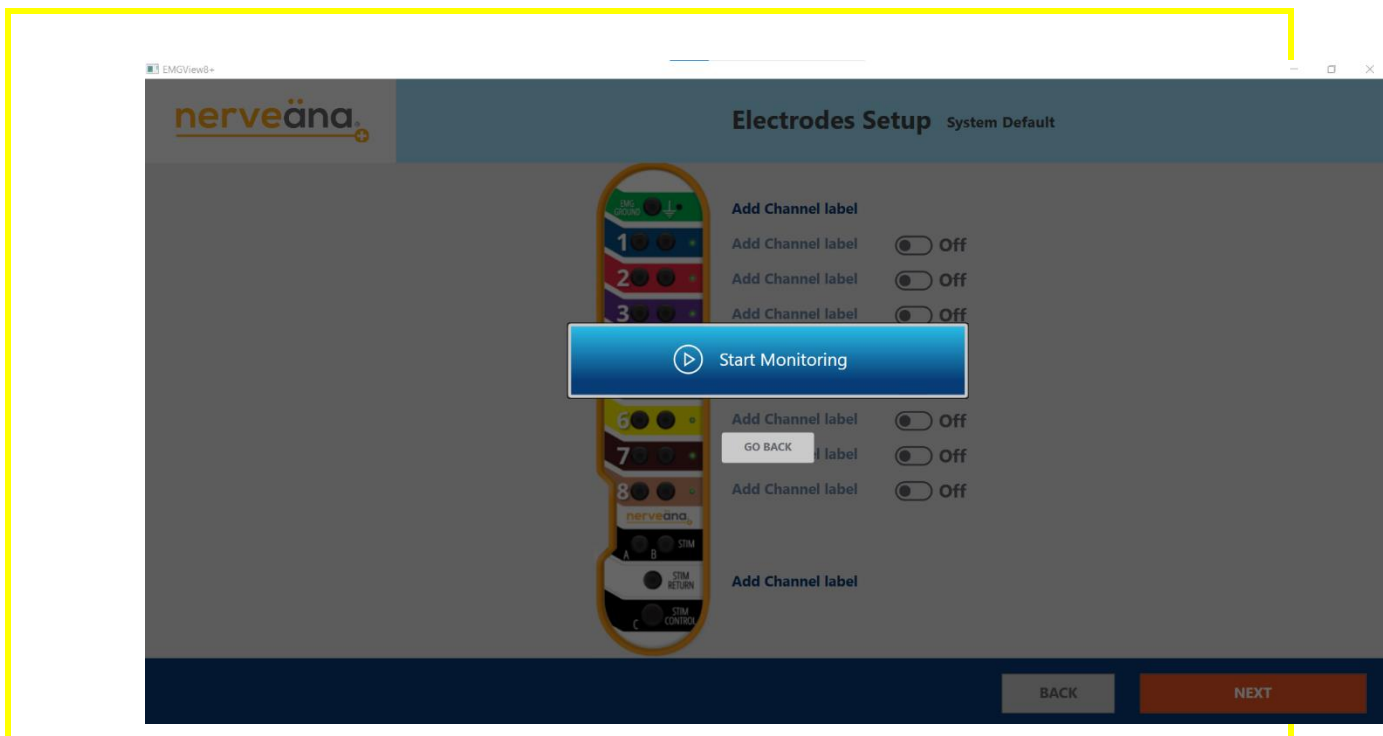 EMGView8+
nerveäna®
Electrodes Setup System Default
EMG GROUND
Add Channel label
1 Add Channel label Off
2 Add Channel label Off
3 Add Channel label Off
Start Monitoring
6 Add Channel label Off
GO BACK
7 l label Off
8 Add Channel label Off
nerveäna
A B STIM
STIM RETURN
Add Channel label
C STIM CONTROL
BACK
NEXT